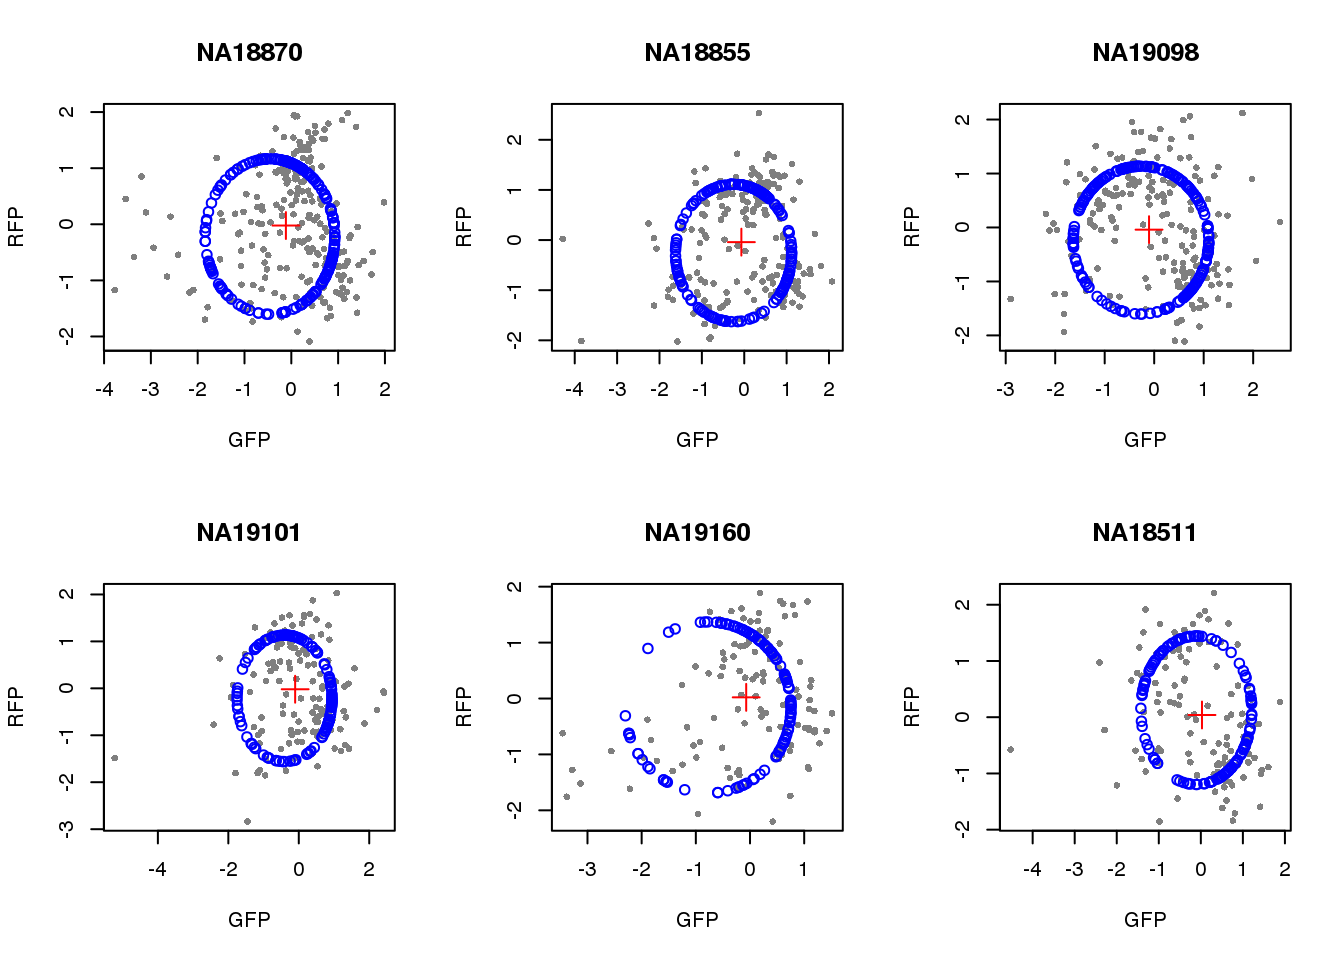 NA18870 NA18855 NA19098
2 1 0 -1 -2 RFP 2 1 0 -1 -2 RFP 2 1 0 -1 -2 RFP
-4 -3 -2 -1 0 1 2 -4 -3 -2 -1 0 1 2 -3 -2 -1 0 1 2
GFP GFP GFP
NA19101 NA19160 NA18511
2 1 0 -1 -2 -3 RFP 2 1 0 -1 -2 RFP 2 1 0 -1 -2 RFP
-4 -2 0 2 -3 -2 -1 0 1 -4 -3 -2 -1 0 1 2
GFP GFP GFP